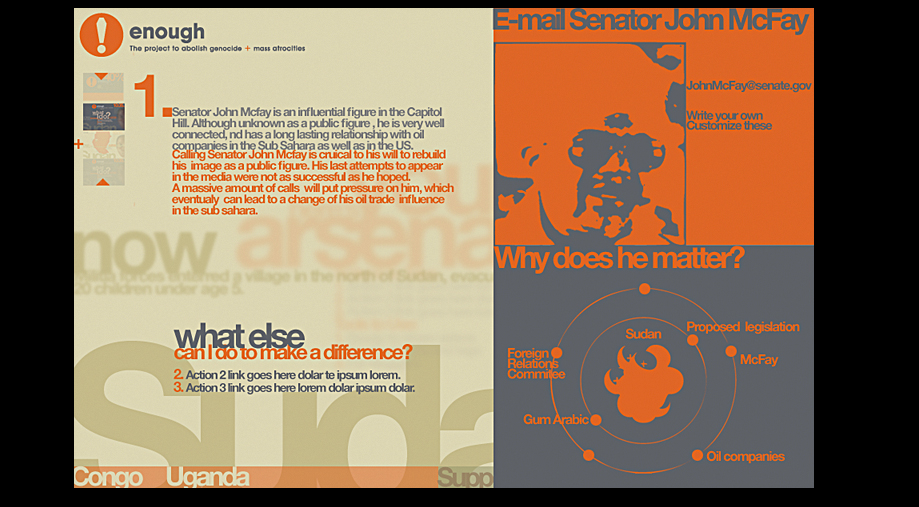 enough
The project to abolish genocide + mass atrocities
1.
Senator John Mcfay is an influential figure in the Capitol
Hill. Although unknown as a public figure , he is very well
connected, nd has a long lasting relationship with oil
companies in the Sub Sahara as well as in the US.
Calling Senator John Mcfay is cruical to his will to rebuild
his image as a public figure. His last attempts to appear
in the media were not as successful as he hoped.
A massive amount of calls will put pressure on him, which
eventualy can lead to a change of his oil trade influence
in the sub sahara.
now
arsena
forces entarred a village in the north of Sudan, evacu
20 children under age 5.
what else
can I do to make a difference?
2. Action 2 link goes here dolar te ipsum lorem.
3. Action 3 link goes here lorem dolar ipsum dolar.
Suda
Congo Uganda
Supp
E-mail Senator John McFay
JohnMcFay@senate.gov
Write your own
Customize these
Why does he matter?
Sudan
Proposed legislation
McFay
Foreign
Relations
Commitee
Gum Arabic
Oil companies